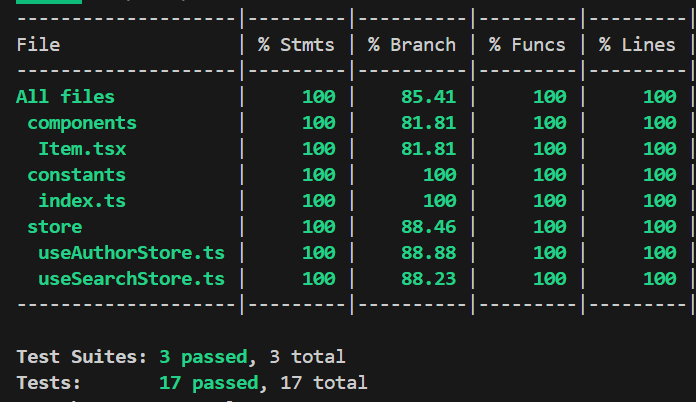 --------------------|---------|----------|---------|---------|
File                | % Stmts | % Branch | % Funcs | % Lines |
--------------------|---------|----------|---------|---------|
All files           |     100 |    85.41 |     100 |     100 |
 components         |     100 |    81.81 |     100 |     100 |
  Item.tsx          |     100 |    81.81 |     100 |     100 |
 constants          |     100 |      100 |     100 |     100 |
  index.ts          |     100 |      100 |     100 |     100 |
 store              |     100 |    88.46 |     100 |     100 |
  useAuthorStore.ts |     100 |    88.88 |     100 |     100 |
  useSearchStore.ts |     100 |    88.23 |     100 |     100 |
--------------------|---------|----------|---------|---------|
Test Suites: 3 passed, 3 total
Tests:       17 passed, 17 total